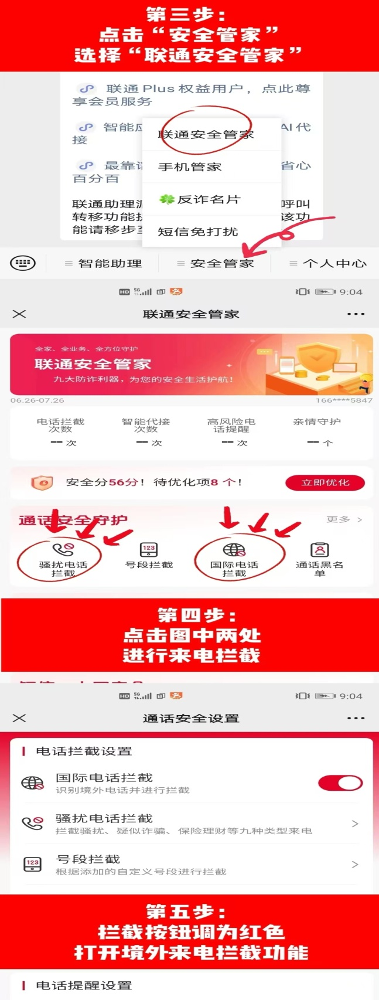 第三步：
点击“安全管家”
选择“联通安全管家”
联通 Plus 权益用户，点此尊
享会员服务
智能应
AI 代
接
最靠谱
省心
百分百
联通助理
呼叫
转移功能
该功
能请移步至
联通安全管家
手机管家
反诈名片
短信免打扰
智能助理
安全管家
个人中心
HD 5G 9:04
联通安全管家
全家、全业务、全方位守护
联通安全管家
九大防诈利器，为您的安全生活护航！
06.26-07.26
166****5847
电话拦截
次数
-- 次
智能代接
次数
-- 次
高风险电
话提醒
-- 次
亲情守护
-- 个
安全分56分！待优化项8 个！
立即优化
通话安全守护
更多 >
骚扰电话
拦截
123
号段拦截
国际电话
拦截
通话黑名
单
第四步：
点击图中两处
进行来电拦截
HD 5G 9:04
通话安全设置
电话拦截设置
国际电话拦截
识别境外电话并进行拦截
骚扰电话拦截
拦截骚扰、疑似诈骗、保险理财等九种类型来电
123
号段拦截
根据添加的自定义号段进行拦截
第五步：
拦截按钮调为红色
打开境外来电拦截功能
电话提醒设置